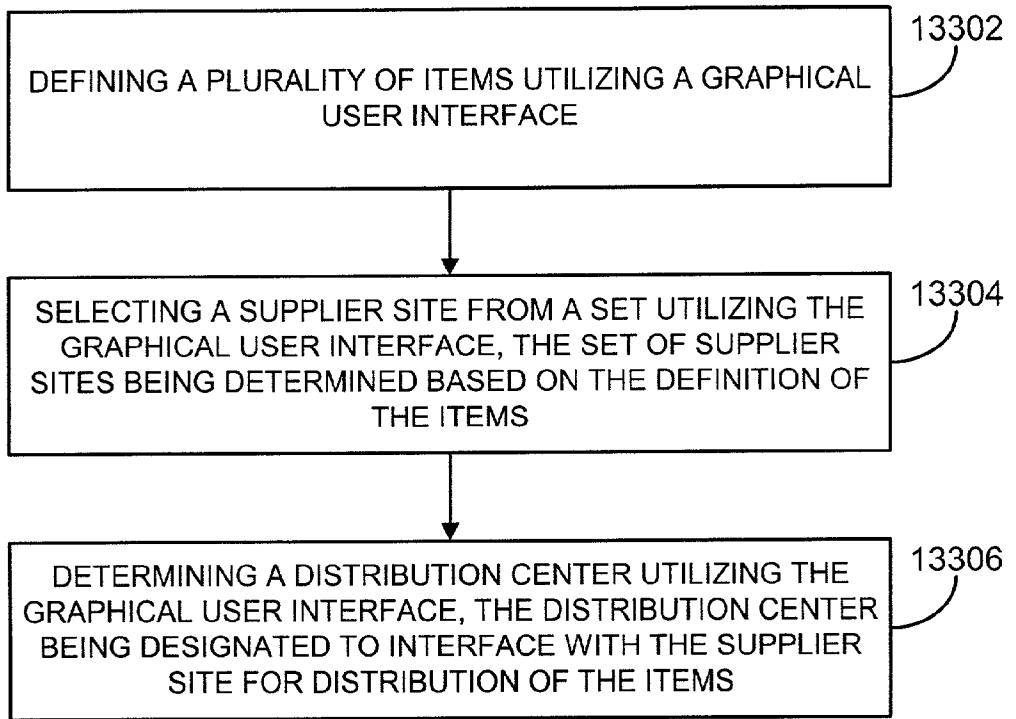 13302
DEFINING A PLURALITY OF ITEMS UTILIZING A GRAPHICAL
USER INTERFACE
13304
SELECTING A SUPPLIER SITE FROM A SET UTILIZING THE
GRAPHICAL USER INTERFACE, THE SET OF SUPPLIER
SITES BEING DETERMINED BASED ON THE DEFINITION OF
THE ITEMS
13306
DETERMINING A DISTRIBUTION CENTER UTILIZING THE
GRAPHICAL USER INTERFACE, THE DISTRIBUTION CENTER
BEING DESIGNATED TO INTERFACE WITH THE SUPPLIER
SITE FOR DISTRIBUTION OF THE ITEMS